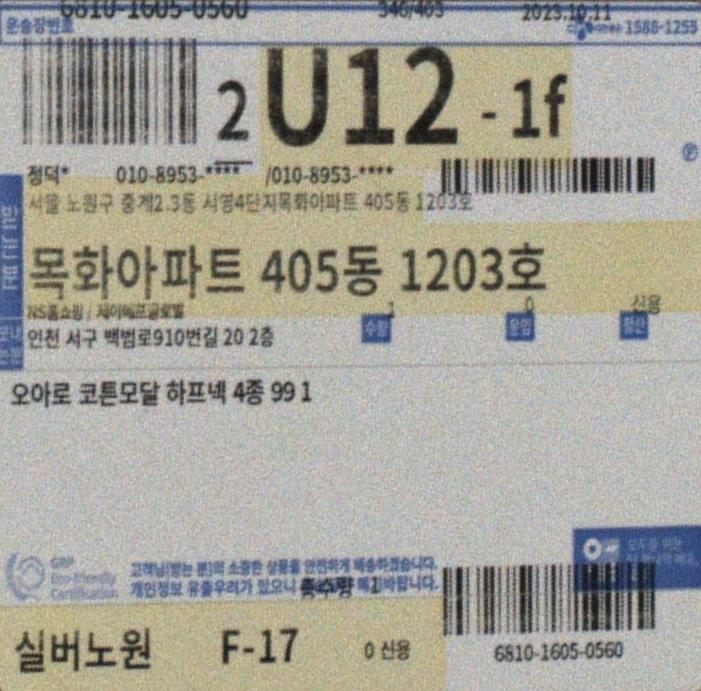 6810-1605-0560 346/403 2023.10.11
운송장번호 1588-1255
2 U12 - 1f
정덕* 010-8953-**** /010-8953-****
서울 노원구 중계2.3동 시영4단지목화아파트 405동 1203호
목화아파트 405동 1203호
NS홈쇼핑 / 제이에프글로벌 1 0 신용
인천 서구 백범로910번길 20 2층 수량 운임 정산
오아로 코튼모달 하프넥 4종 99 1
GRP
Eco-friendly
Certification
고객님(받는 분)의 소중한 상품을 안전하게 배송하겠습니다.
개인정보 유출우려가 있으니 바랍니다.
총수량 1
실버노원 F-17 0 신용
6810-1605-0560